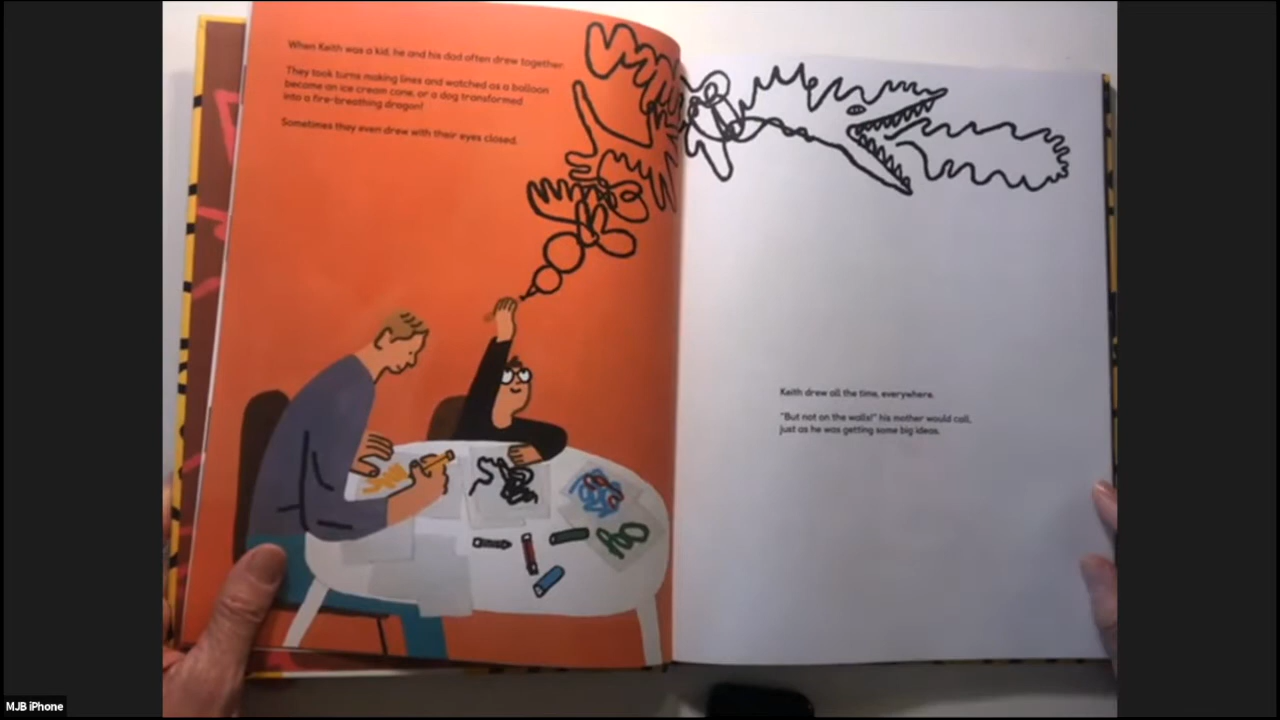 When Keith was a kid, he and his dad often drew together.
They took turns making lines and watched as a balloon
became an ice cream cone, or a dog transformed
into a fire-breathing dragon!
Sometimes they even drew with their eyes closed.
Keith drew all the time, everywhere.
"But not on the walls!" his mother would call,
just as he was getting some big ideas.
MJB iPhone